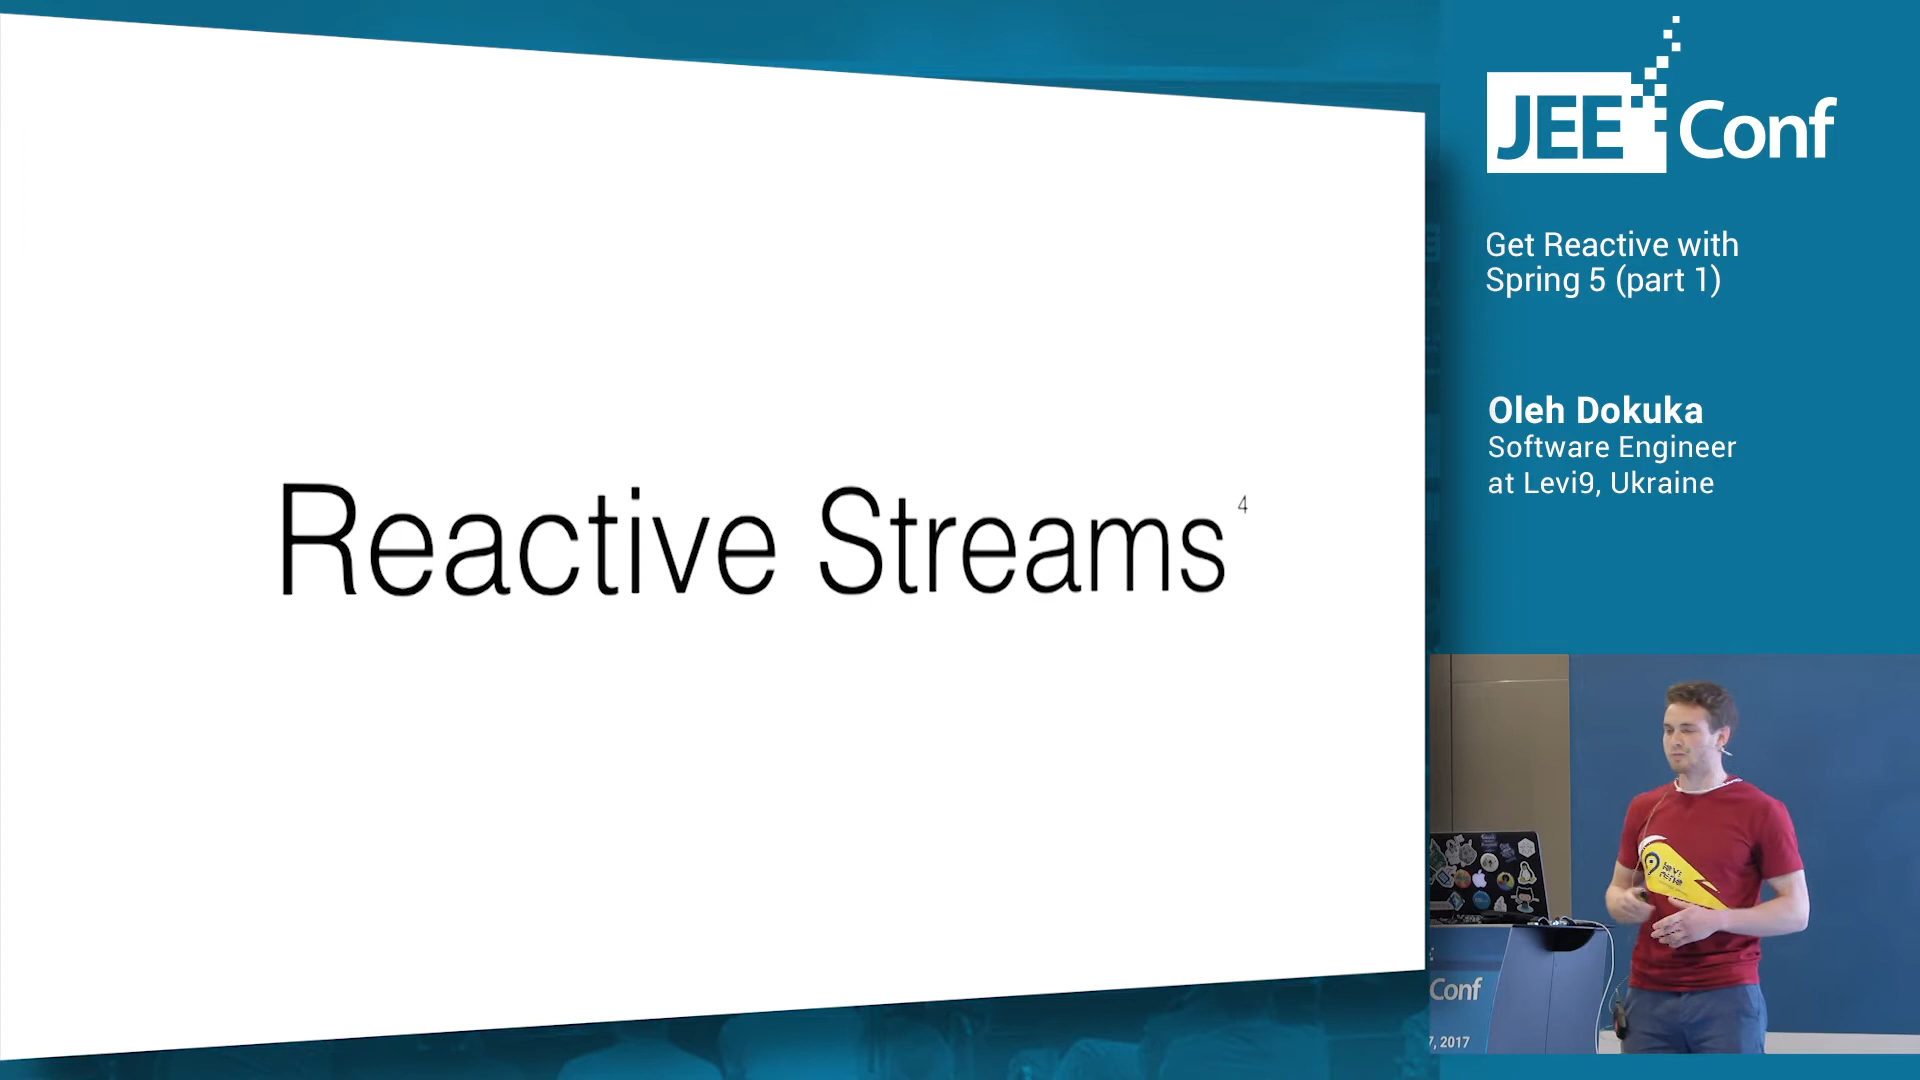 Reactive Streams 4
JEE Conf
Get Reactive with
Spring 5 (part 1)
Oleh Dokuka
Software Engineer
at Levi9, Ukraine
Conf
7, 2017